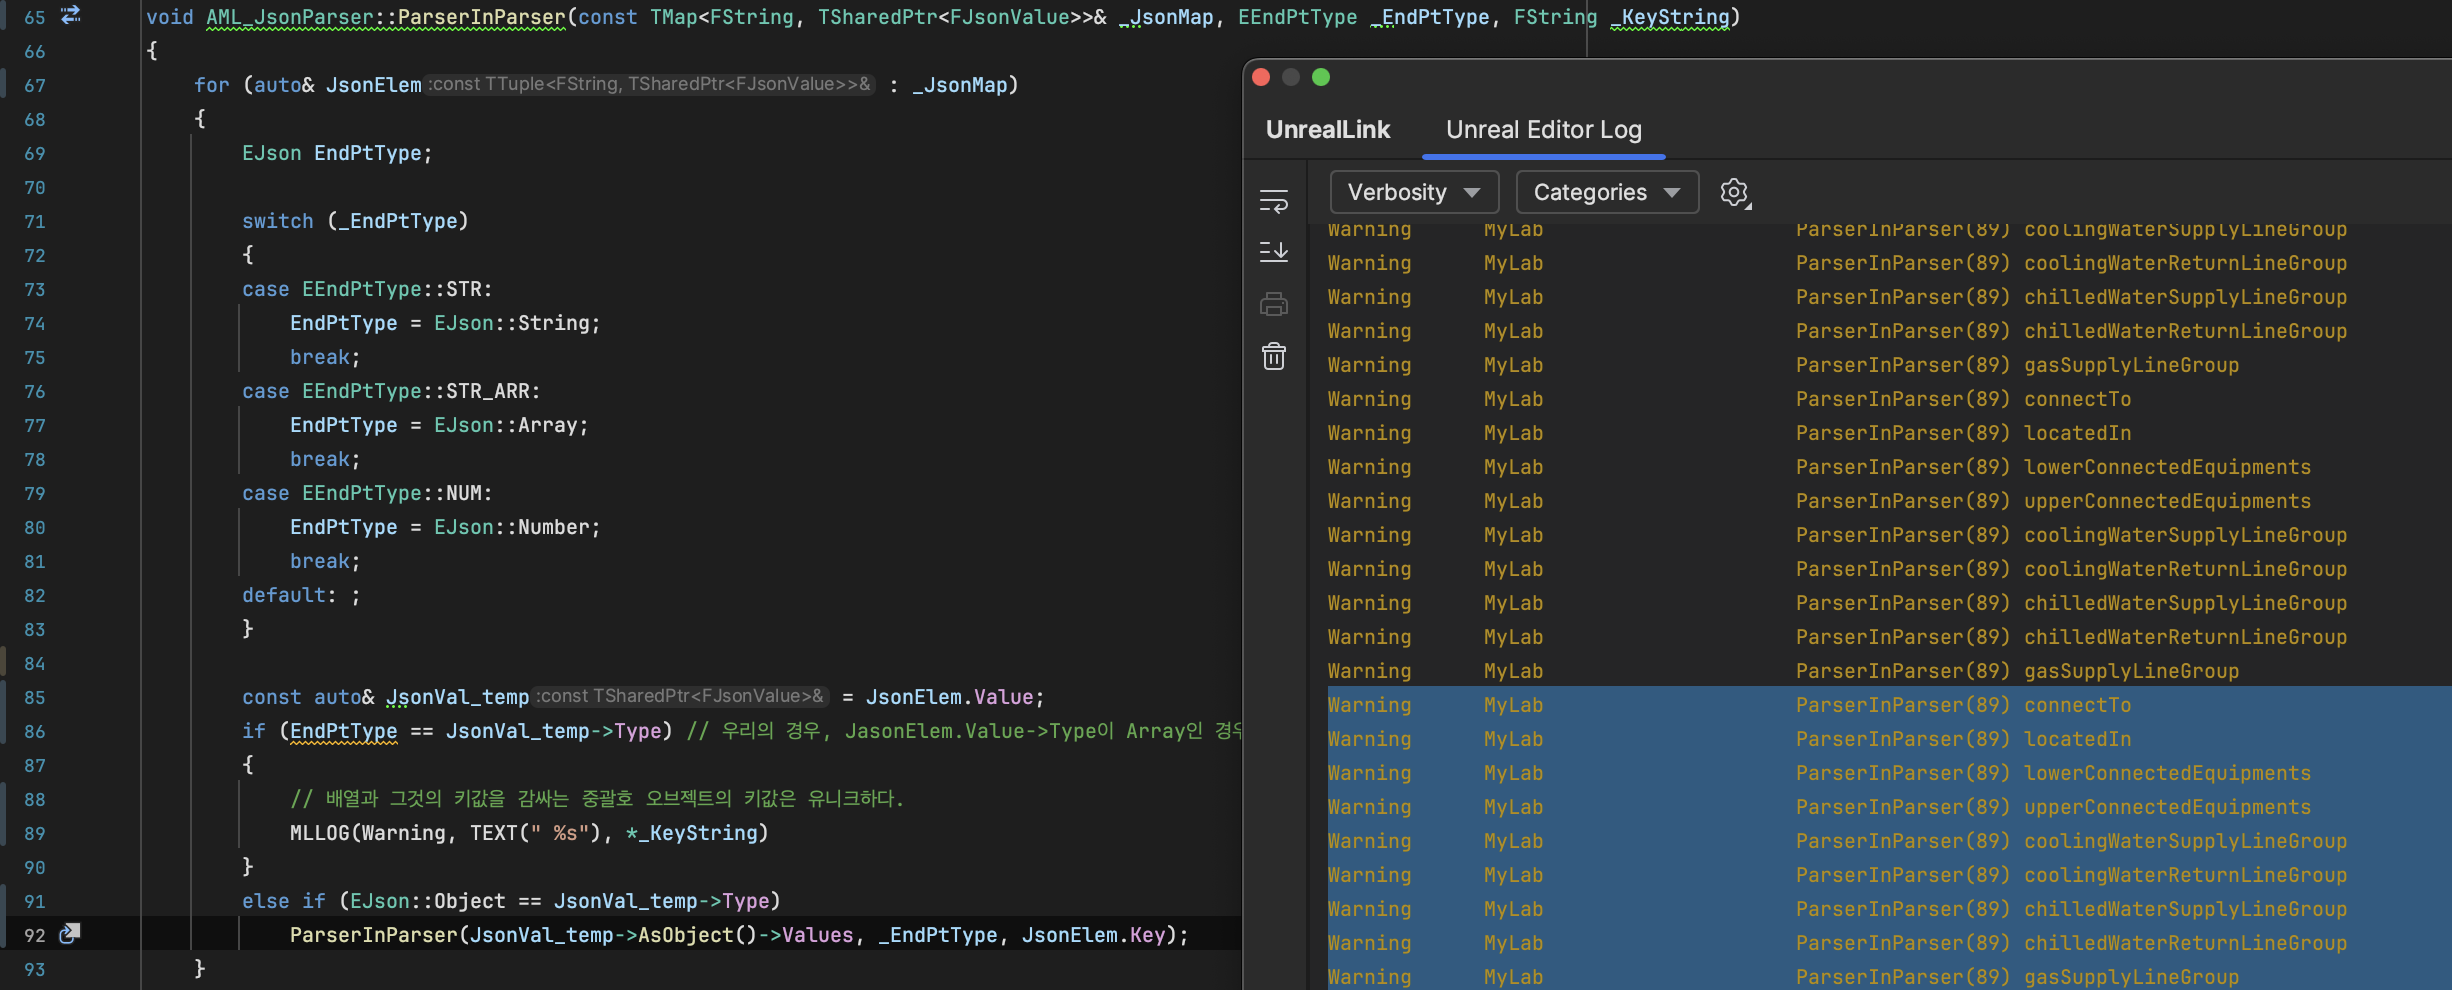 65 void AML_JsonParser::ParserInParser(const TMap<FString, TSharedPtr<FJsonValue>>& _JsonMap, EEndPtType _EndPtType, FString _KeyString)
66 {
67 for (auto& JsonElem :const TTuple<FString, TSharedPtr<FJsonValue>>& : _JsonMap)
68 {
69 EJson EndPtType;
70
71 switch (_EndPtType)
72 {
73 case EEndPtType::STR:
74 EndPtType = EJson::String;
75 break;
76 case EEndPtType::STR_ARR:
77 EndPtType = EJson::Array;
78 break;
79 case EEndPtType::NUM:
80 EndPtType = EJson::Number;
81 break;
82 default: ;
83 }
84
85 const auto& JsonVal_temp :const TSharedPtr<FJsonValue>& = JsonElem.Value;
86 if (EndPtType == JsonVal_temp->Type) // 우리의 경우, JasonElem.Value->Type이 Array인 경우
87 {
88 // 배열과 그것의 키값을 감싸는 중괄호 오브젝트의 키값은 유니크하다.
89 MLLOG(Warning, TEXT(" %s"), *_KeyString)
90 }
91 else if (EJson::Object == JsonVal_temp->Type)
92 ParserInParser(JsonVal_temp->AsObject()->Values, _EndPtType, JsonElem.Key);
93 }
UnrealLink Unreal Editor Log
Verbosity Categories
Warning MyLab ParserInParser(89) coolingWaterSupplyLineGroup
Warning MyLab ParserInParser(89) coolingWaterReturnLineGroup
Warning MyLab ParserInParser(89) chilledWaterSupplyLineGroup
Warning MyLab ParserInParser(89) chilledWaterReturnLineGroup
Warning MyLab ParserInParser(89) gasSupplyLineGroup
Warning MyLab ParserInParser(89) connectTo
Warning MyLab ParserInParser(89) locatedIn
Warning MyLab ParserInParser(89) lowerConnectedEquipments
Warning MyLab ParserInParser(89) upperConnectedEquipments
Warning MyLab ParserInParser(89) coolingWaterSupplyLineGroup
Warning MyLab ParserInParser(89) coolingWaterReturnLineGroup
Warning MyLab ParserInParser(89) chilledWaterSupplyLineGroup
Warning MyLab ParserInParser(89) chilledWaterReturnLineGroup
Warning MyLab ParserInParser(89) gasSupplyLineGroup
Warning MyLab ParserInParser(89) connectTo
Warning MyLab ParserInParser(89) locatedIn
Warning MyLab ParserInParser(89) lowerConnectedEquipments
Warning MyLab ParserInParser(89) upperConnectedEquipments
Warning MyLab ParserInParser(89) coolingWaterSupplyLineGroup
Warning MyLab ParserInParser(89) coolingWaterReturnLineGroup
Warning MyLab ParserInParser(89) chilledWaterSupplyLineGroup
Warning MyLab ParserInParser(89) chilledWaterReturnLineGroup
Warning MyLab ParserInParser(89) gasSupplyLineGroup